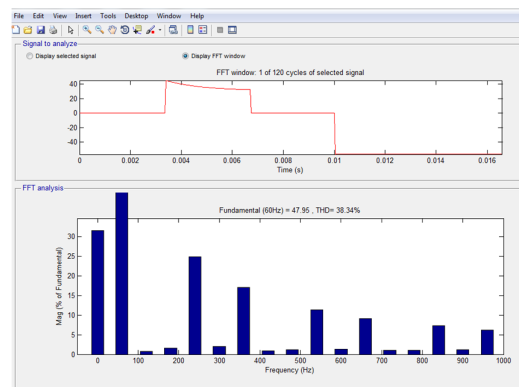 File Edit View Insert Tools Desktop Window Help
Signal to analyze
Display selected signal Display FFT window
FFT window: 1 of 120 cycles of selected signal
40
20
0
-20
-40
0 0.002 0.004 0.006 0.008 0.01 0.012 0.014 0.016
Time (s)
FFT analysis
Fundamental (60Hz) = 47.95 , THD= 38.34%
Mag (% of Fundamental)
30
25
20
15
10
5
0
0 100 200 300 400 500 600 700 800 900 1000
Frequency (Hz)